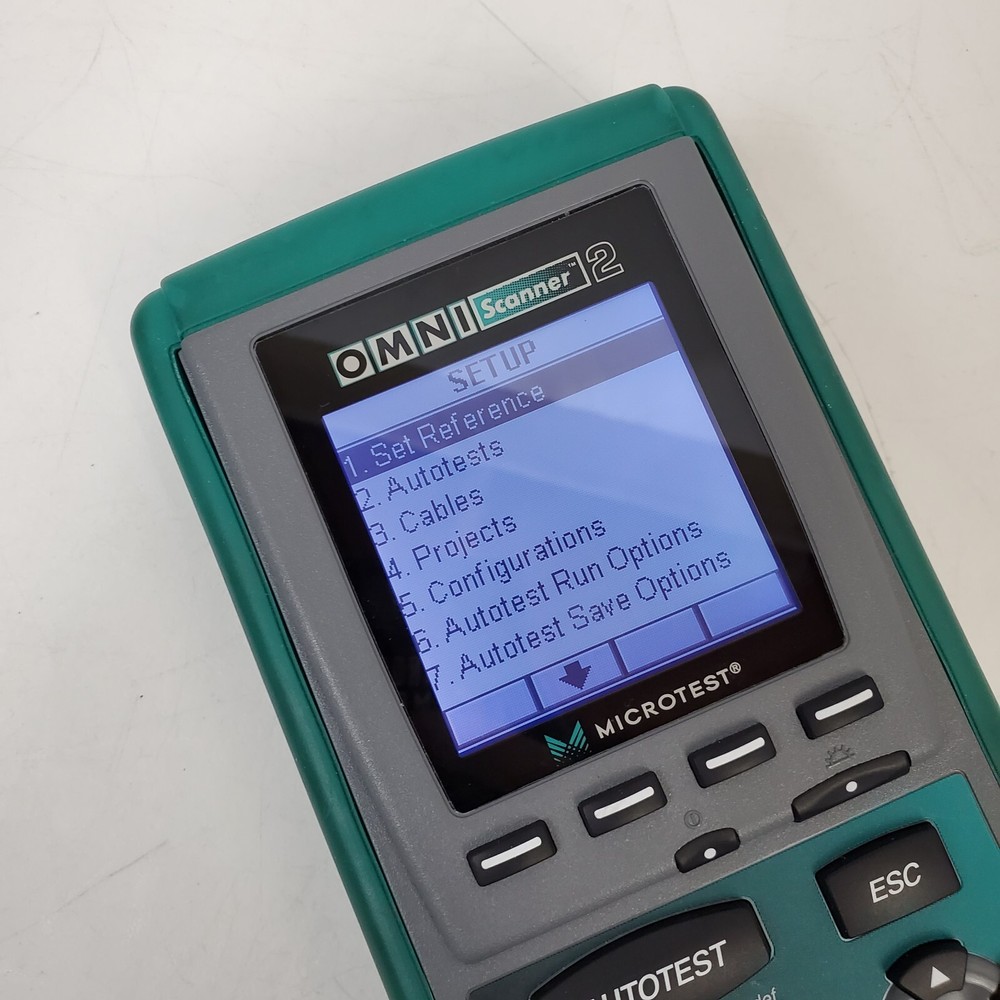 OMNI Scanner™ 2
SETUP
1. Set Reference
2. Autotests
3. Cables
4. Projects
5. Configurations
6. Autotest Run Options
7. Autotest Save Options
MICROTEST®
ESC
AUTOTEST
def